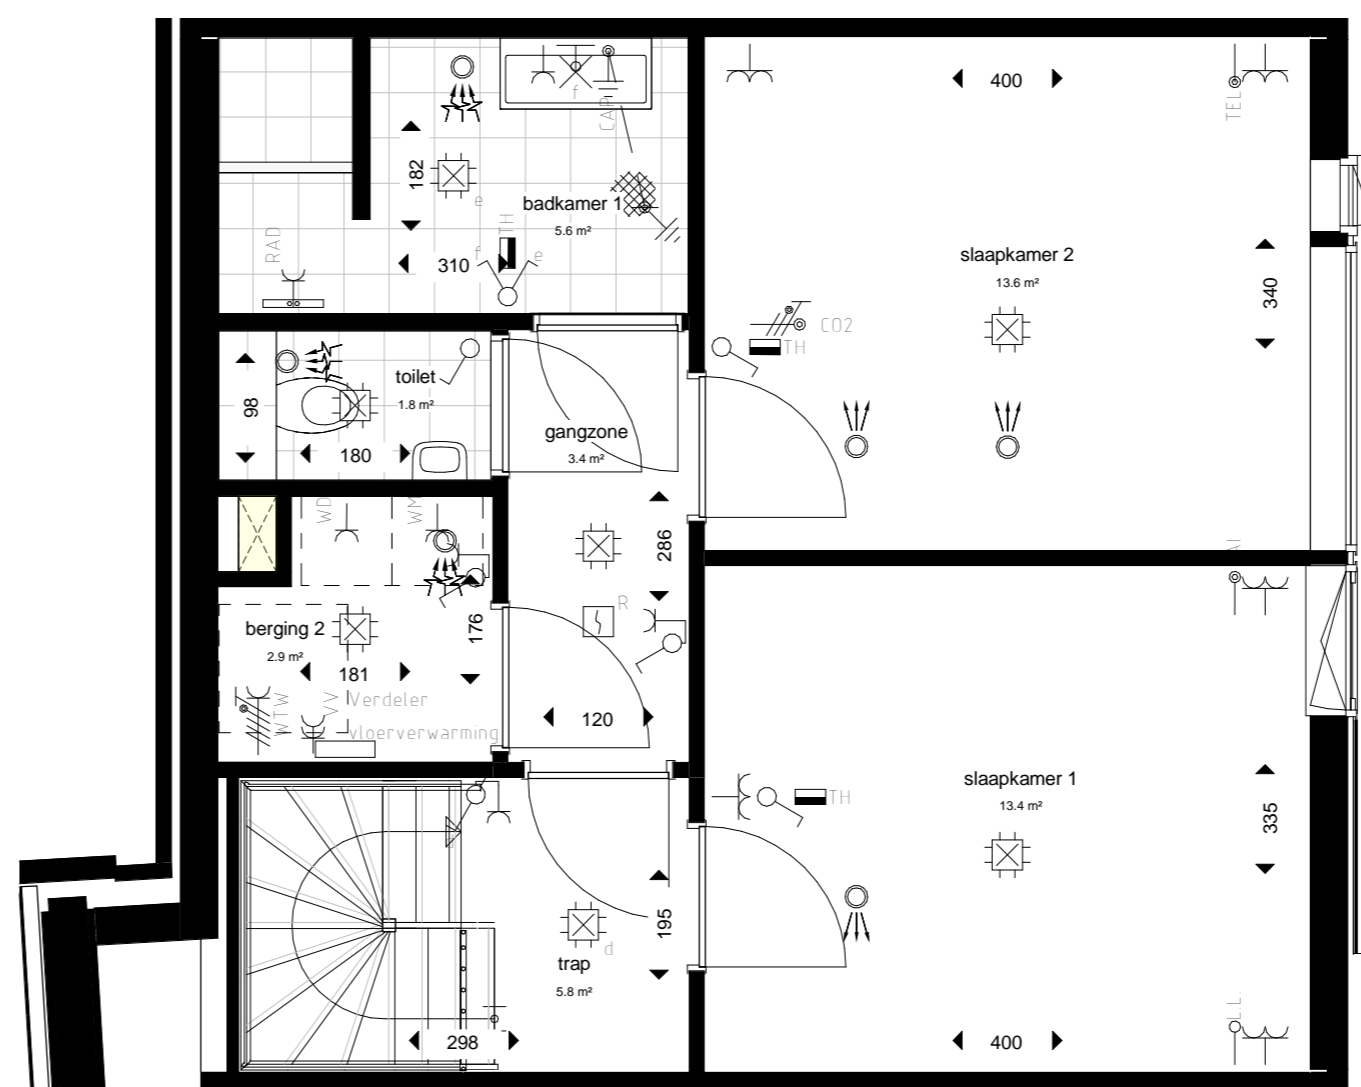 400
TEL
CAP
f
182
e
badkamer 1
5.6 m²
TH
RAD
f
e
310
slaapkamer 2
13.6 m²
340
CO2
TH
toilet
1.8 m²
98
180
gangzone
3.4 m²
WD
WM
286
R
176
berging 2
2.9 m²
181
WTW
VV
Verdeler
vloerverwarming
120
slaapkamer 1
13.4 m²
TH
335
195
d
trap
5.8 m²
298
400